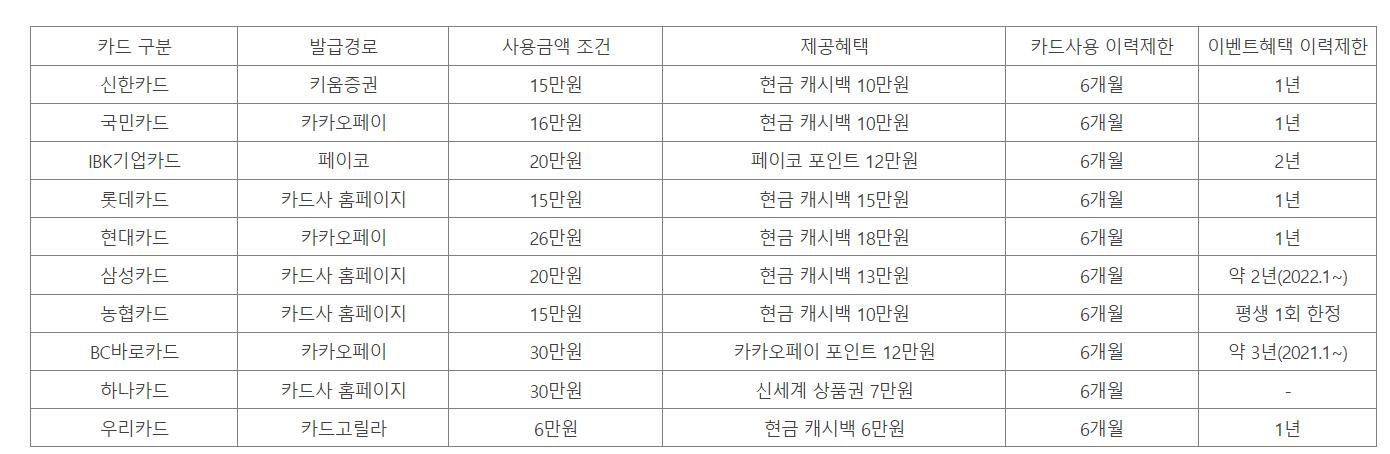 카드 구분 발급경로 사용금액 조건 제공혜택 카드사용 이력제한 이벤트혜택 이력제한
신한카드 키움증권 15만원 현금 캐시백 10만원 6개월 1년
국민카드 카카오페이 16만원 현금 캐시백 10만원 6개월 1년
IBK기업카드 페이코 20만원 페이코 포인트 12만원 6개월 2년
롯데카드 카드사 홈페이지 15만원 현금 캐시백 15만원 6개월 1년
현대카드 카카오페이 26만원 현금 캐시백 18만원 6개월 1년
삼성카드 카드사 홈페이지 20만원 현금 캐시백 13만원 6개월 약 2년(2022.1~)
농협카드 카드사 홈페이지 15만원 현금 캐시백 10만원 6개월 평생 1회 한정
BC바로카드 카카오페이 30만원 카카오페이 포인트 12만원 6개월 약 3년(2021.1~)
하나카드 카드사 홈페이지 30만원 신세계 상품권 7만원 6개월 -
우리카드 카드고릴라 6만원 현금 캐시백 6만원 6개월 1년